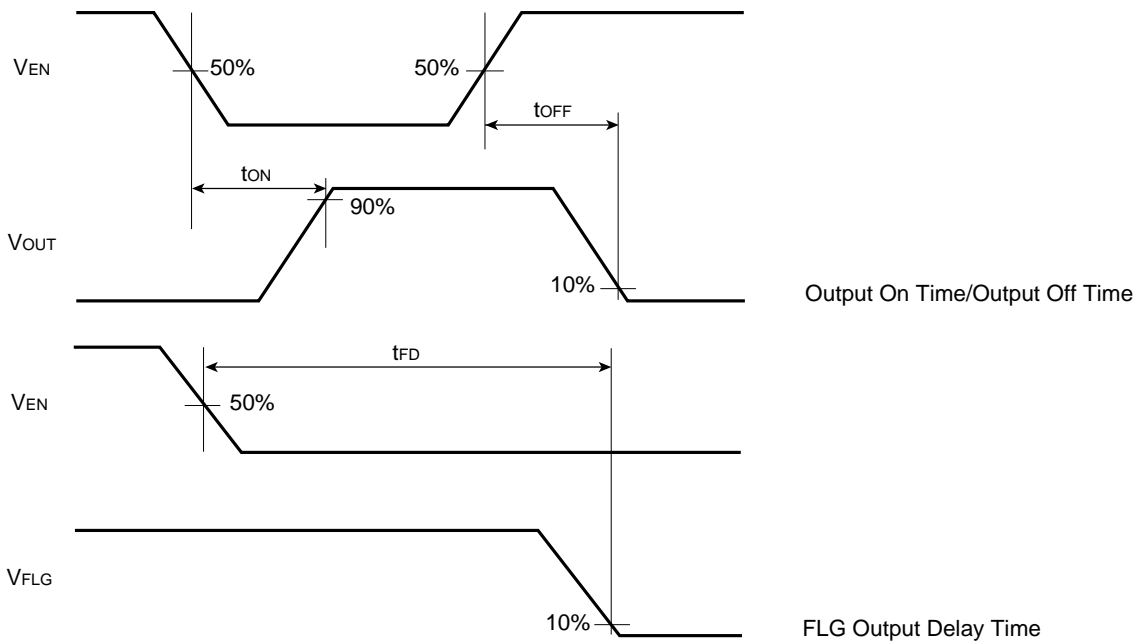 VEN
50%
50%
tOFF
tON
90%
VOUT
10%
Output On Time/Output Off Time
tFD
VEN
50%
VFLG
10%
FLG Output Delay Time